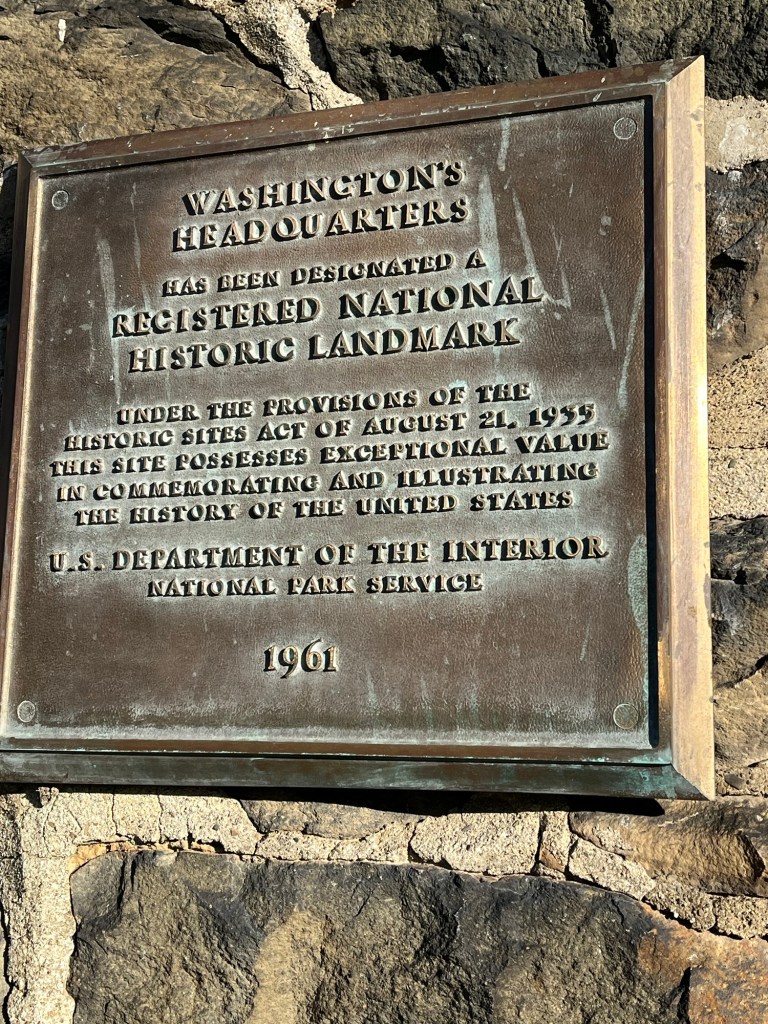 WASHINGTON'S
HEADQUARTERS
HAS BEEN DESIGNATED A
REGISTERED NATIONAL
HISTORIC LANDMARK
UNDER THE PROVISIONS OF THE
HISTORIC SITES ACT OF AUGUST 21, 1935
THIS SITE POSSESSES EXCEPTIONAL VALUE
IN COMMEMORATING AND ILLUSTRATING
THE HISTORY OF THE UNITED STATES
U.S. DEPARTMENT OF THE INTERIOR
NATIONAL PARK SERVICE
1961